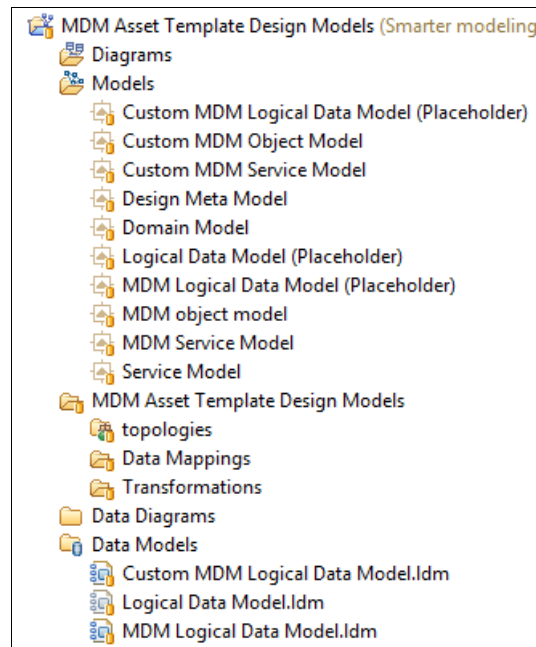 MDM Asset Template Design Models (Smarter modeling
Diagrams
Models
Custom MDM Logical Data Model (Placeholder)
Custom MDM Object Model
Custom MDM Service Model
Design Meta Model
Domain Model
Logical Data Model (Placeholder)
MDM Logical Data Model (Placeholder)
MDM object model
MDM Service Model
Service Model
MDM Asset Template Design Models
topologies
Data Mappings
Transformations
Data Diagrams
Data Models
Custom MDM Logical Data Model.ldm
Logical Data Model.ldm
MDM Logical Data Model.ldm